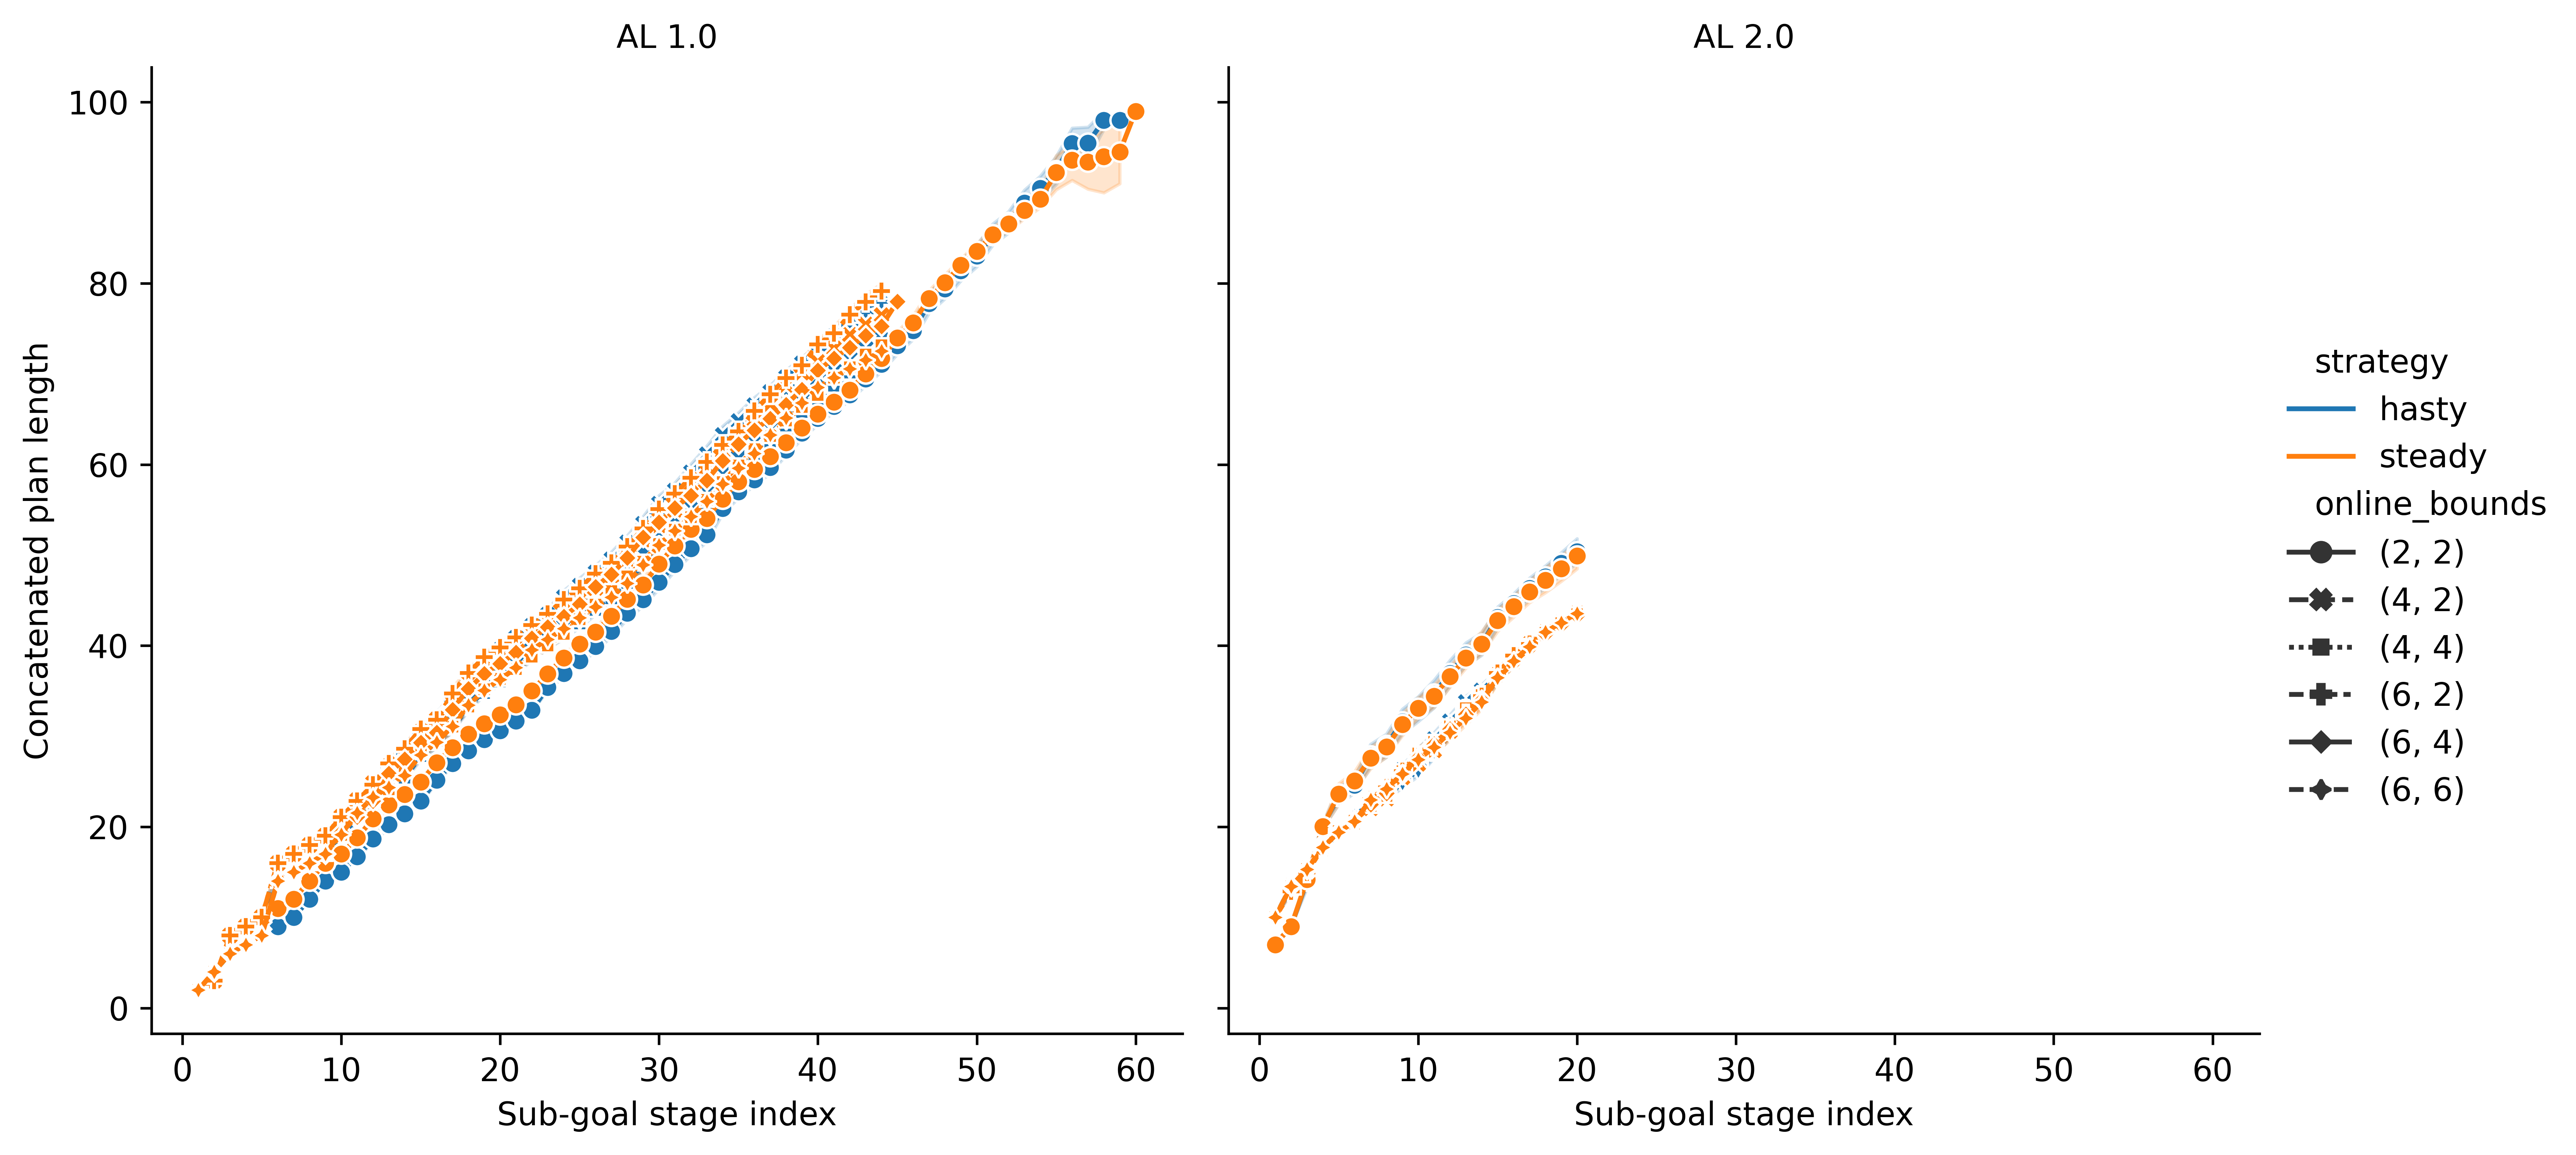 AL 1.0
AL 2.0
Concatenated plan length
100
80
60
40
20
0
0 10 20 30 40 50 60
Sub-goal stage index
0 10 20 30 40 50 60
Sub-goal stage index
strategy
hasty
steady
online_bounds
(2, 2)
(4, 2)
(4, 4)
(6, 2)
(6, 4)
(6, 6)